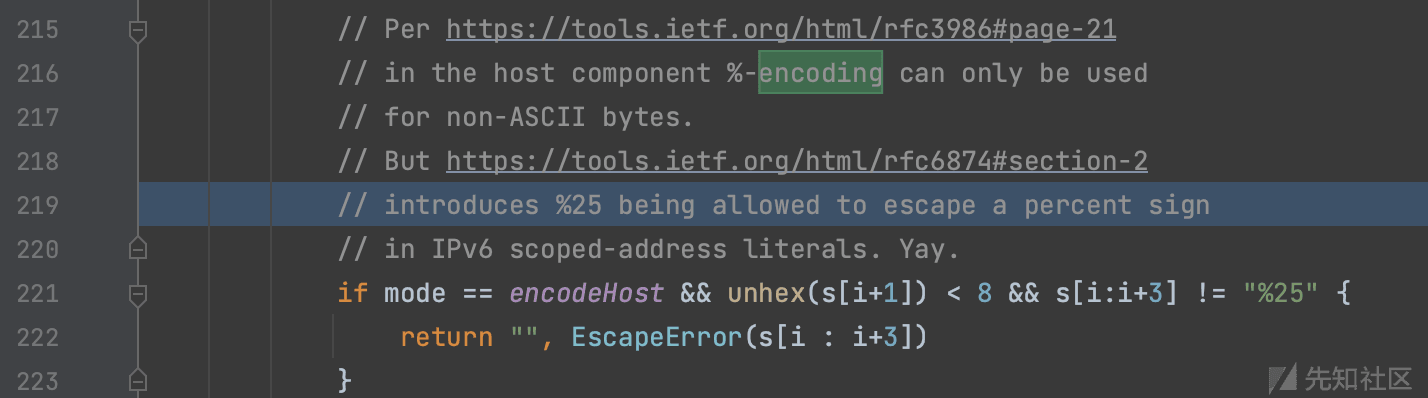 215 // Per https://tools.ietf.org/html/rfc3986#page-21
216 // in the host component %-encoding can only be used
217 // for non-ASCII bytes.
218 // But https://tools.ietf.org/html/rfc6874#section-2
219 // introduces %25 being allowed to escape a percent sign
220 // in IPv6 scoped-address literals. Yay.
221 if mode == encodeHost && unhex(s[i+1]) < 8 && s[i:i+3] != "%25" {
222 return "", EscapeError(s[i : i+3])
223 }
先知社区